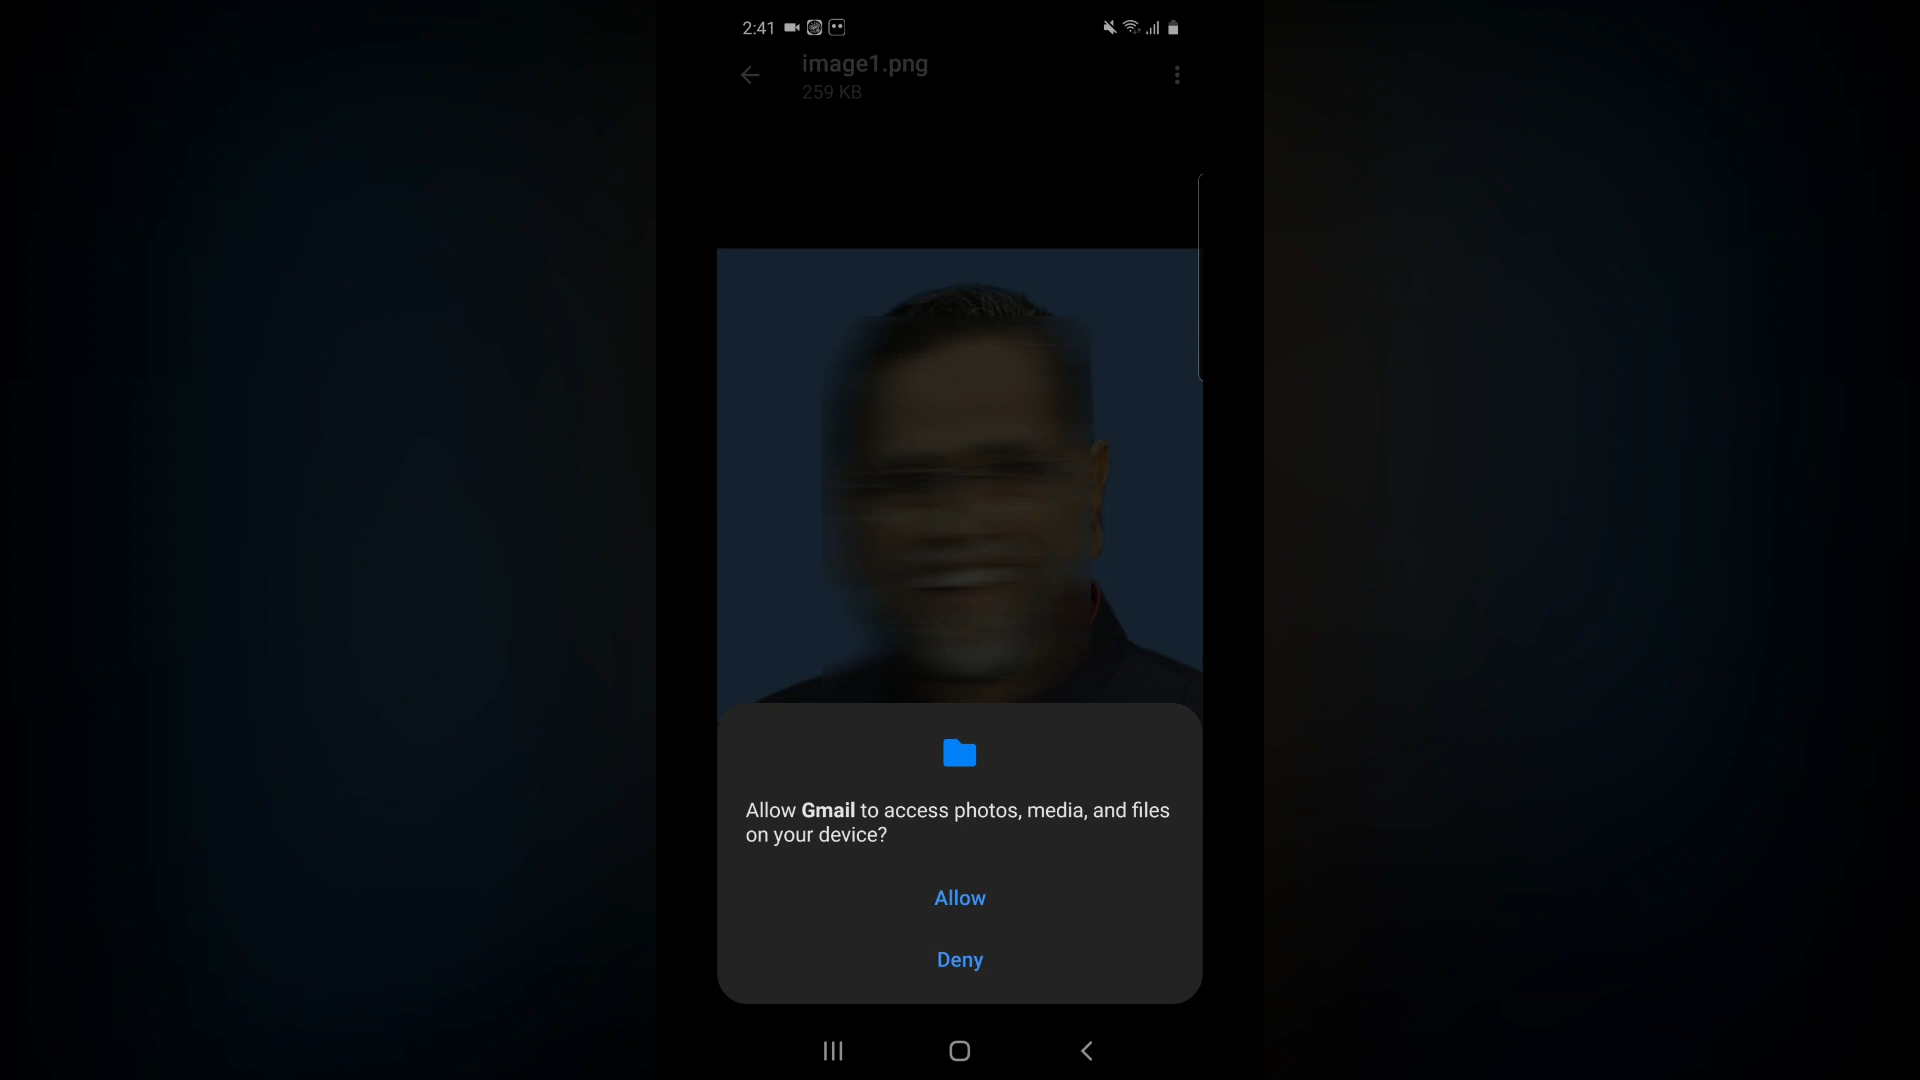 2:41
image1.png
259 KB
Allow Gmail to access photos, media, and files
on your device?
Allow
Deny